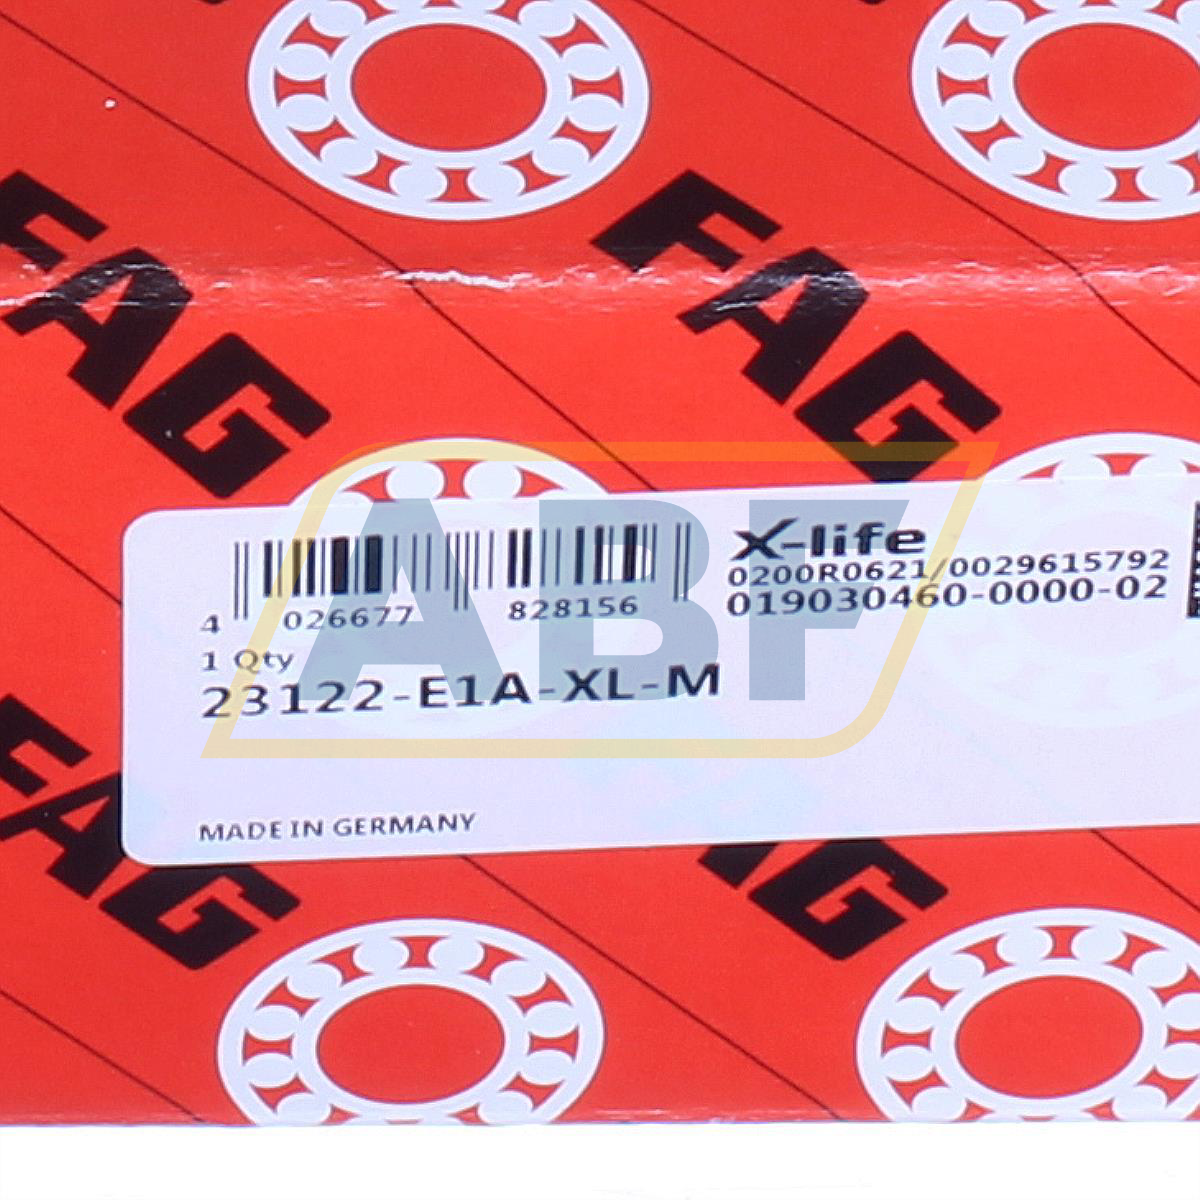 FAG
FAG
ABF
X-life
0200R0621/0029615792
019030460-0000-02
4 026677 828156
1 Qty
23122-E1A-XL-M
MADE IN GERMANY
FAG
FAG